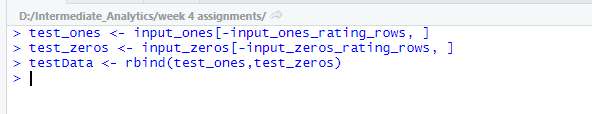 D:/Intermediate_Analytics/week 4 assignments/
> test_ones <- input_ones[-input_ones_rating_rows, ]
> test_zeros <- input_zeros[-input_zeros_rating_rows, ]
> testData <- rbind(test_ones,test_zeros)
>